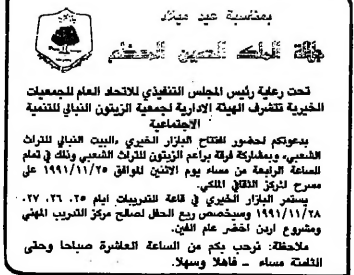 بمناسبة عيد ميلاد
جلالة الملك الحسين المعظم
تحت رعاية رئيس المجلس التنفيذي للاتحاد العام للجمعيات
الخيرية تتشرف الهيئة الادارية لجمعية الزيتون النبالي للتنمية
الاجتماعية
بدعوتكم لحضور افتتاح البازار الخيري ،البيت النبالي للتراث
الشعبي، وبمشاركة فرقة براعم الزيتون للتراث الشعبي وذلك في تمام
الساعة الرابعة من مساء يوم الاثنين الموافق ١٩٩١/١١/٢٥ على
مسرح المركز الثقافي الملكي.
يستمر البازار الخيري في قاعة التدريبات ايام ٢٥، ٢٦، ٢٧،
١٩٩١/١١/٢٨ وسيخصص ريع الحفل لصالح مركز التدريب المهني
ومشروع اردن اخضر عام الفين.
ملاحظة: نرحب بكم من الساعة العاشرة صباحا وحتى
الثامنة مساء ــ فاهلا وسهلا.